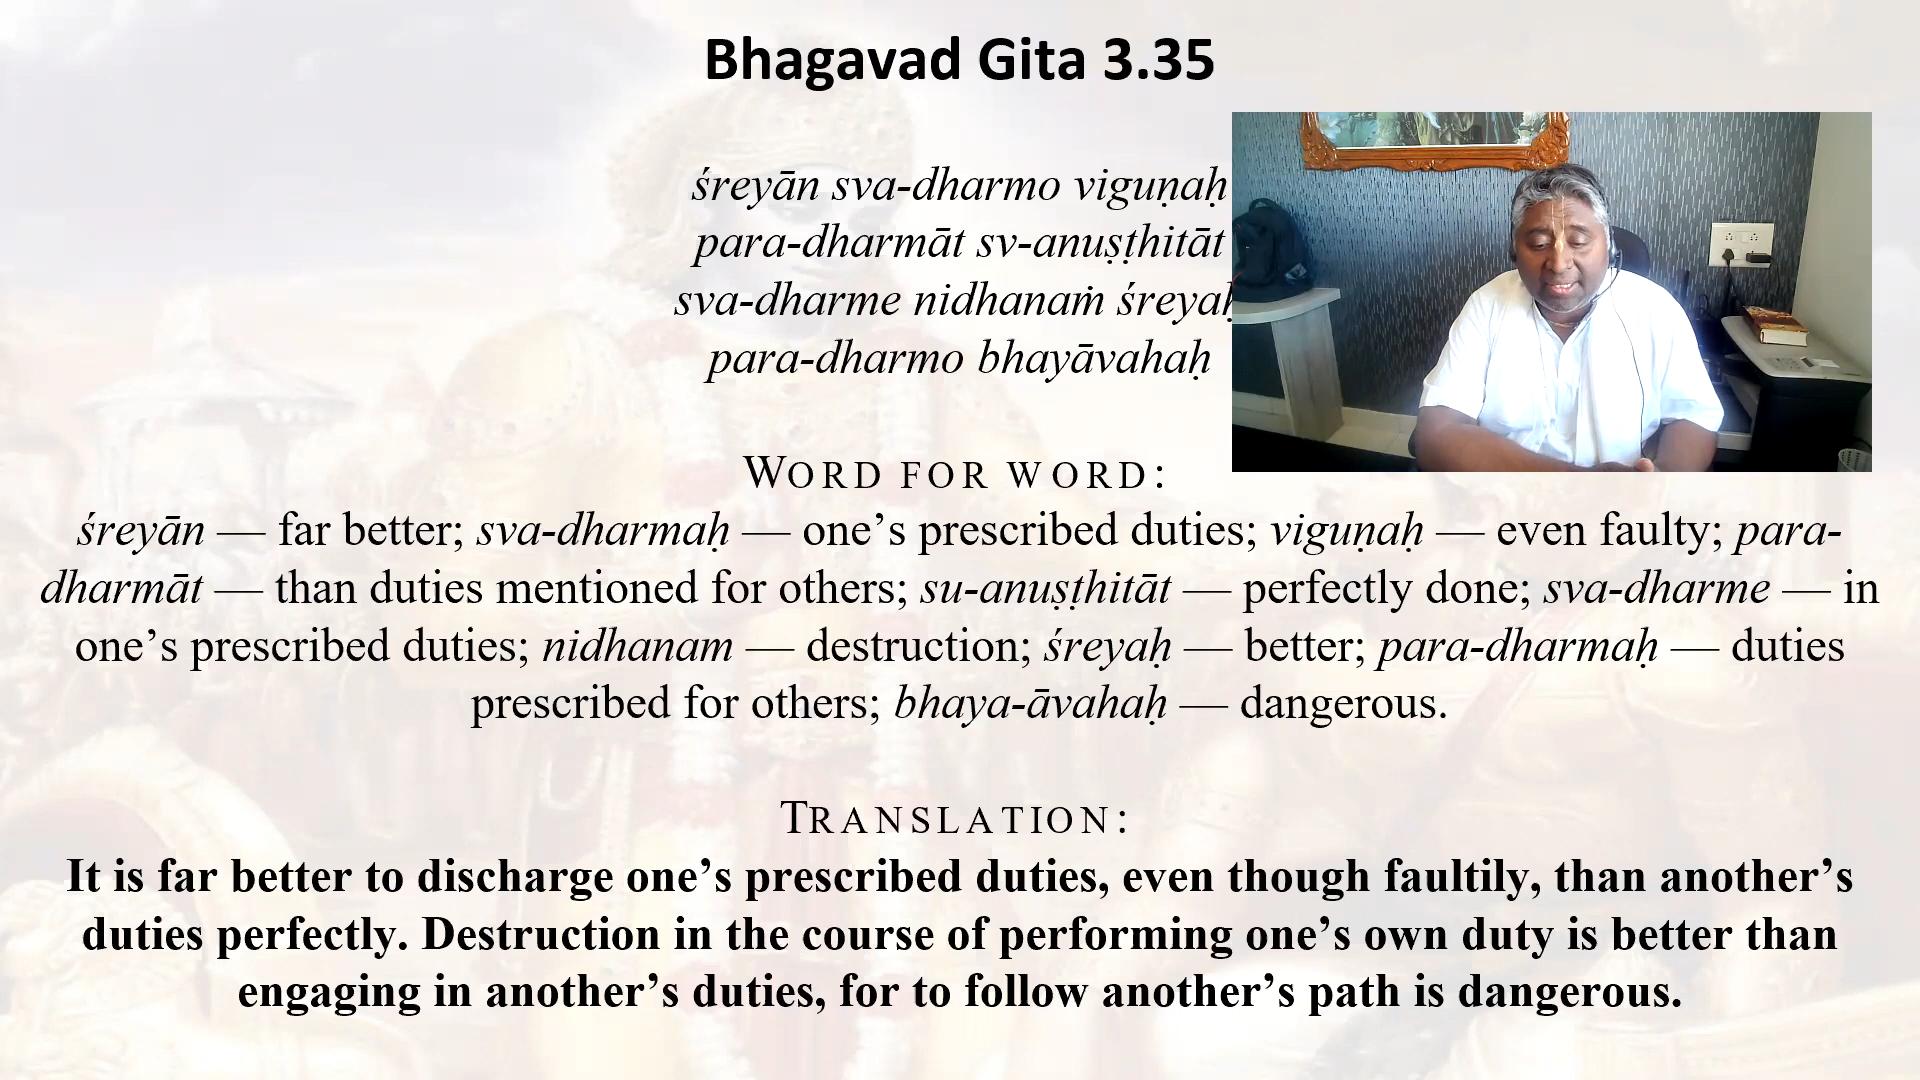 Bhagavad Gita 3.35
śreyān sva-dharmo viguṇaḥ
para-dharmāt sv-anuṣṭhitāt
sva-dharme nidhanaṁ śreyaḥ
para-dharmo bhayāvahaḥ
WORD FOR WORD:
śreyān — far better; sva-dharmaḥ — one’s prescribed duties; viguṇaḥ — even faulty; para-
dharmāt — than duties mentioned for others; su-anuṣṭhitāt — perfectly done; sva-dharme — in
one’s prescribed duties; nidhanam — destruction; śreyaḥ — better; para-dharmaḥ — duties
prescribed for others; bhaya-āvahaḥ — dangerous.
TRANSLATION:
It is far better to discharge one’s prescribed duties, even though faultily, than another’s
duties perfectly. Destruction in the course of performing one’s own duty is better than
engaging in another’s duties, for to follow another’s path is dangerous.